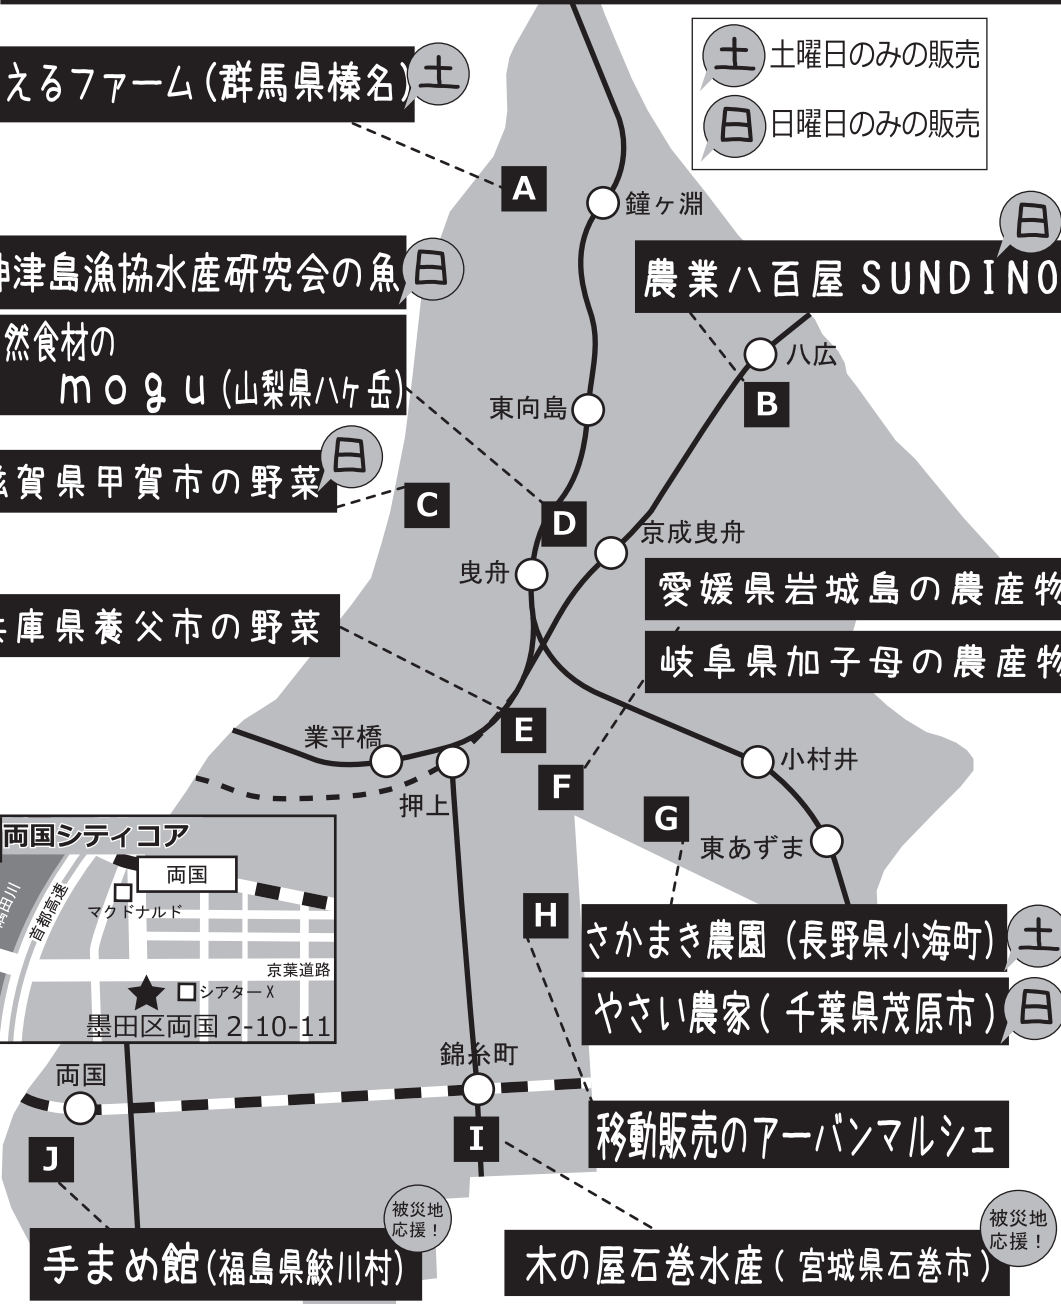 土 土曜日のみの販売
日 日曜日のみの販売
えるファーム(群馬県榛名)
土
A
鐘ヶ淵
日
津島漁協水産研究会の魚
日
農業八百屋 SUNDINO
然食材の
mogu(山梨県八ヶ岳)
八広
B
東向島
日
賀県甲賀市の野菜
C
D
京成曳舟
曳舟
愛媛県岩城島の農産物
庫県養父市の野菜
岐阜県加子母の農産物
E
業平橋
小村井
F
押上
G
東あずま
両国シティコア
両国
隅田川
首都高速
マクドナルド
京葉道路
シアターX
墨田区両国 2-10-11
H
さかまき農園(長野県小海町)
土
やさい農家(千葉県茂原市)
日
錦糸町
両国
移動販売のアーバンマルシェ
I
J
被災地
応援!
被災地
応援!
手まめ館(福島県鮫川村)
木の屋石巻水産(宮城県石巻市)